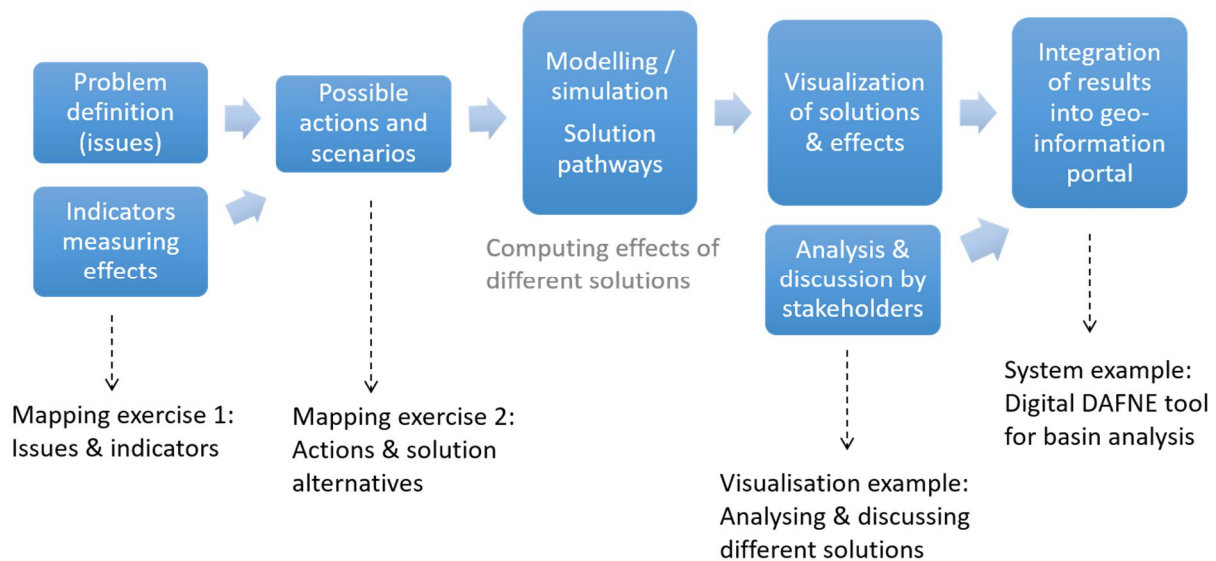 Problem
definition
(issues)
Indicators
measuring
effects
Possible
actions and
scenarios
Modelling /
simulation
Solution
pathways
Computing effects of
different solutions
Visualization
of solutions
& effects
Analysis &
discussion by
stakeholders
Integration
of results
into geo-
information
portal
Mapping exercise 1:
Issues & indicators
Mapping exercise 2:
Actions & solution
alternatives
Visualisation example:
Analysing & discussing
different solutions
System example:
Digital DAFNE tool
for basin analysis